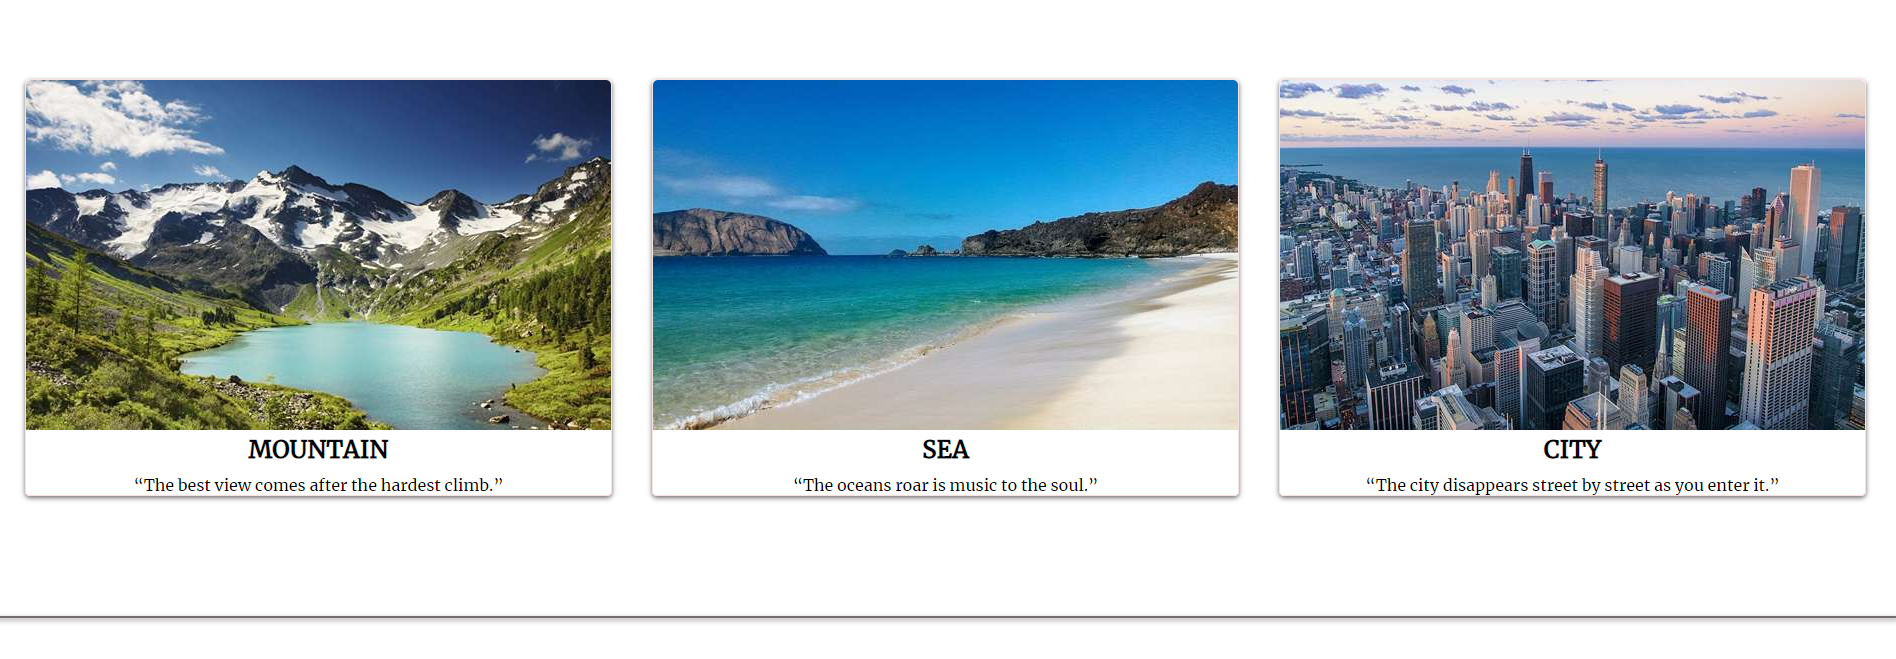 MOUNTAIN
“The best view comes after the hardest climb.”
SEA
“The oceans roar is music to the soul.”
CITY
“The city disappears street by street as you enter it.”